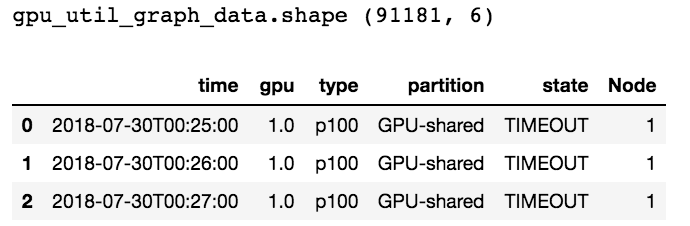 gpu_util_graph_data.shape (91181, 6)
time gpu type partition state Node
0 2018-07-30T00:25:00 1.0 p100 GPU-shared TIMEOUT 1
1 2018-07-30T00:26:00 1.0 p100 GPU-shared TIMEOUT 1
2 2018-07-30T00:27:00 1.0 p100 GPU-shared TIMEOUT 1